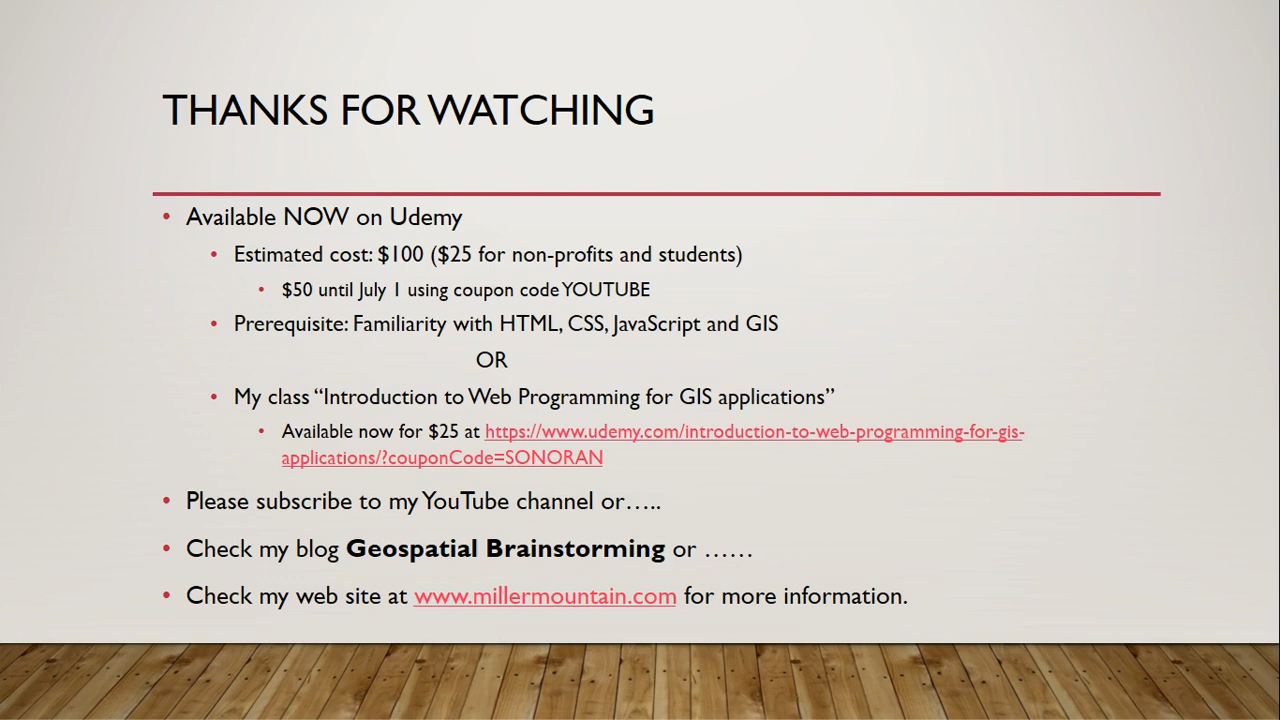 THANKS FOR WATCHING
• Available NOW on Udemy
• Estimated cost: $100 ($25 for non-profits and students)
• $50 until July 1 using coupon code YOUTUBE
• Prerequisite: Familiarity with HTML, CSS, JavaScript and GIS
OR
• My class “Introduction to Web Programming for GIS applications”
• Available now for $25 at https://www.udemy.com/introduction-to-web-programming-for-gis-
applications/?couponCode=SONORAN
• Please subscribe to my YouTube channel or…..
• Check my blog Geospatial Brainstorming or ……
• Check my web site at www.millermountain.com for more information.